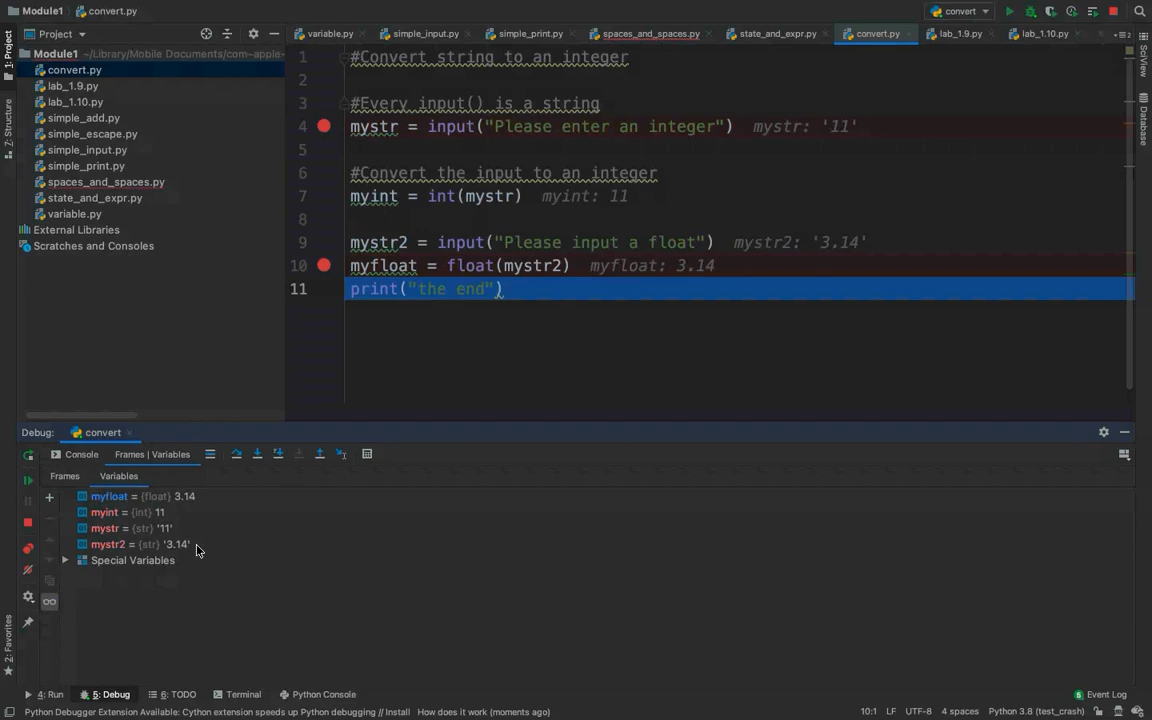 Module1 convert.py convert
Project
variable.py simple_input.py simple_print.py spaces_and_spaces.py state_and_expr.py convert.py lab_1.9.py lab_1.10.py
1: Project
Z: Structure
2: Favorites
SciView
Database
Module1 ~/Library/Mobile Documents/com~apple~
convert.py
lab_1.9.py
lab_1.10.py
simple_add.py
simple_escape.py
simple_input.py
simple_print.py
spaces_and_spaces.py
state_and_expr.py
variable.py
External Libraries
Scratches and Consoles
1 #Convert string to an integer
2
3 #Every input() is a string
4 mystr = input("Please enter an integer") mystr: '11'
5
6 #Convert the input to an integer
7 myint = int(mystr) myint: 11
8
9 mystr2 = input("Please input a float") mystr2: '3.14'
10 myfloat = float(mystr2) myfloat: 3.14
11 print("the end")
Debug: convert
Console Frames | Variables
Frames Variables
myfloat = {float} 3.14
myint = {int} 11
mystr = {str} '11'
mystr2 = {str} '3.14'
Special Variables
4: Run 5: Debug 6: TODO Terminal Python Console 5 Event Log
Python Debugger Extension Available: Cython extension speeds up Python debugging // Install How does it work (moments ago) 10:1 LF UTF-8 4 spaces Python 3.8 (test_crash)